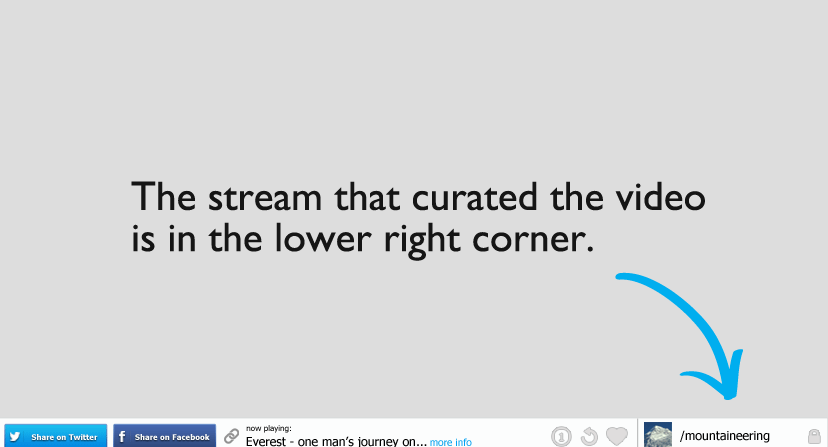 The stream that curated the video
is in the lower right corner.
Share on Twitter
f Share on Facebook
now playing:
Everest - one man's journey on... more info
1
/mountaineering